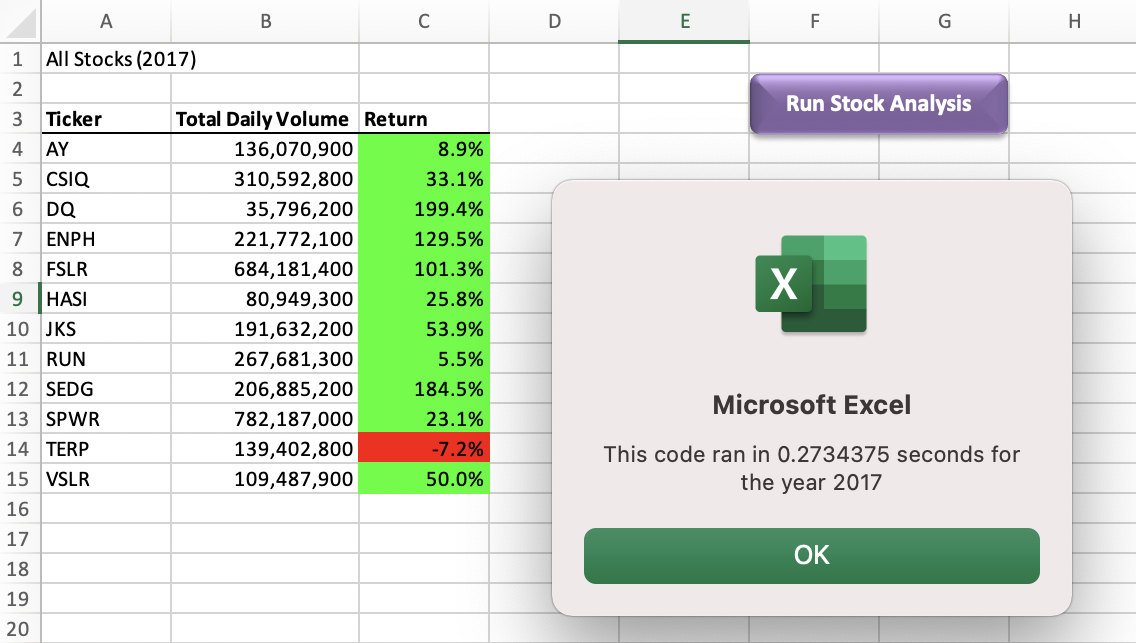 A B C D E F G H
1 All Stocks (2017)
2 Run Stock Analysis
3 Ticker Total Daily Volume Return
4 AY 136,070,900 8.9%
5 CSIQ 310,592,800 33.1%
6 DQ 35,796,200 199.4%
7 ENPH 221,772,100 129.5%
8 FSLR 684,181,400 101.3%
9 HASI 80,949,300 25.8%
10 JKS 191,632,200 53.9%
11 RUN 267,681,300 5.5%
12 SEDG 206,885,200 184.5%
13 SPWR 782,187,000 23.1%
14 TERP 139,402,800 -7.2%
15 VSLR 109,487,900 50.0%
16
17
18
19
20
X
Microsoft Excel
This code ran in 0.2734375 seconds for
the year 2017
OK